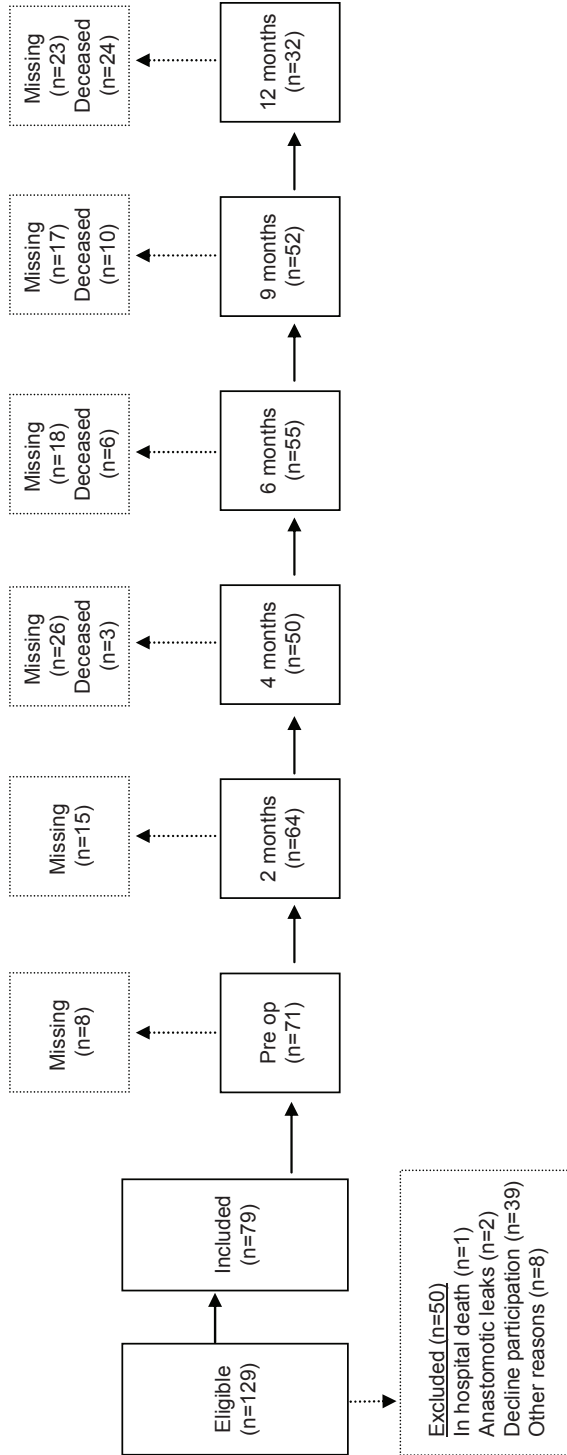 Eligible
(n=129)
Excluded (n=50)
In hospital death (n=1)
Anastomotic leaks (n=2)
Decline participation (n=39)
Other reasons (n=8)
Included
(n=79)
Pre op
(n=71)
Missing
(n=8)
2 months
(n=64)
Missing
(n=15)
4 months
(n=50)
Missing
(n=26)
Deceased
(n=3)
6 months
(n=55)
Missing
(n=18)
Deceased
(n=6)
9 months
(n=52)
Missing
(n=17)
Deceased
(n=10)
12 months
(n=32)
Missing
(n=23)
Deceased
(n=24)